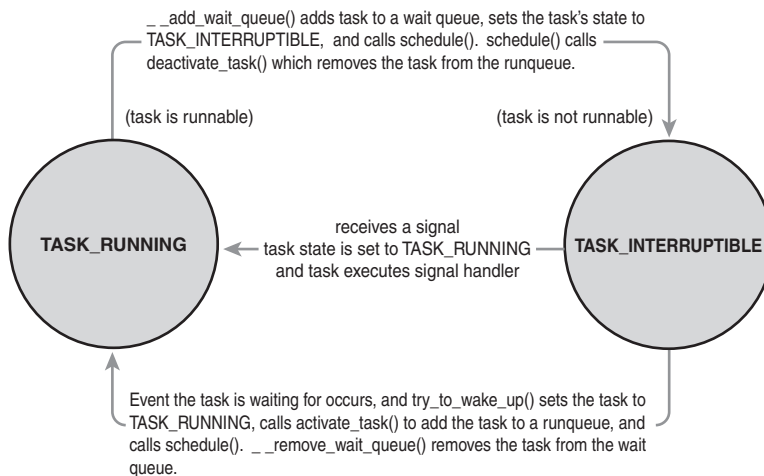 _ _add_wait_queue() adds task to a wait queue, sets the task's state to
TASK_INTERRUPTIBLE, and calls schedule(). schedule() calls
deactivate_task() which removes the task from the runqueue.
(task is runnable)
(task is not runnable)
TASK_RUNNING
receives a signal
task state is set to TASK_RUNNING
and task executes signal handler
TASK_INTERRUPTIBLE
Event the task is waiting for occurs, and try_to_wake_up() sets the task to
TASK_RUNNING, calls activate_task() to add the task to a runqueue, and
calls schedule(). _ _remove_wait_queue() removes the task from the wait
queue.